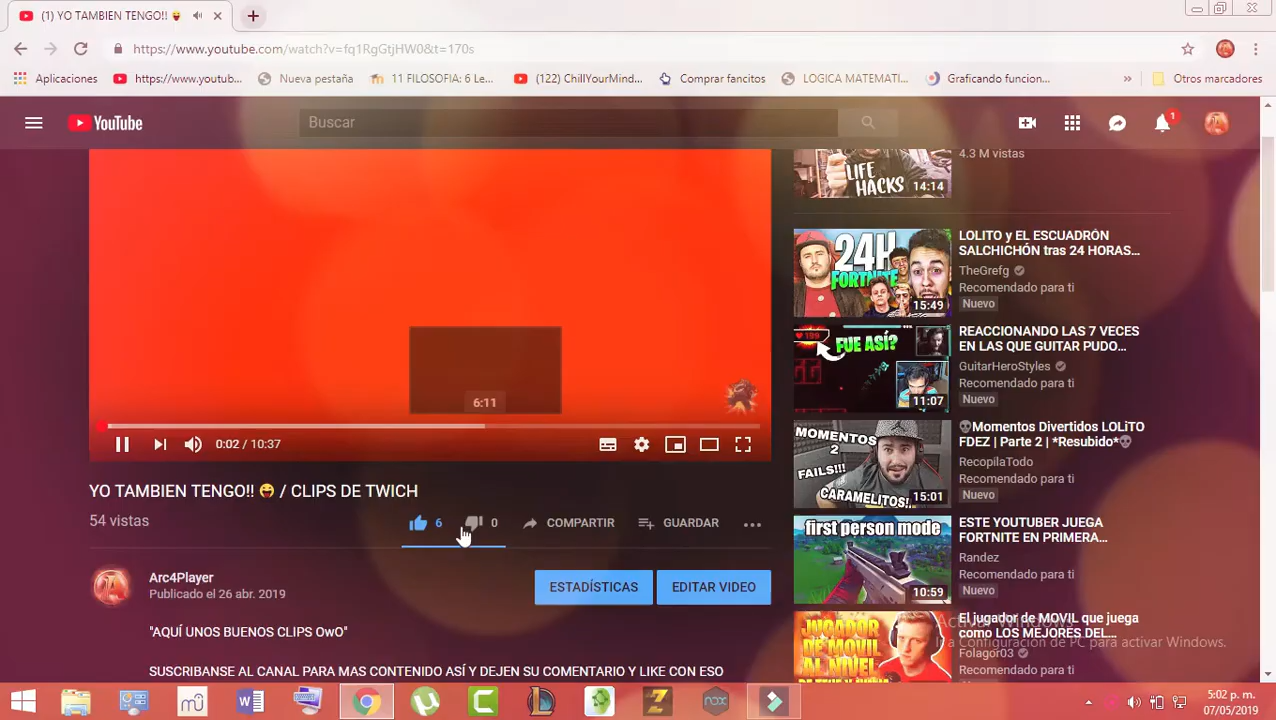 (1) YO TAMBIEN TENGO!! 😝
https://www.youtube.com/watch?v=fq1RgGtjHW0&t=170s
Aplicaciones
https://www.youtub...
Nueva pestaña
11 FILOSOFIA: 6 Le...
(122) ChillYourMind...
Comprar fancitos
LOGICA MATEMATI...
Graficando funcion...
» Otros marcadores
YouTube
Buscar
1
LIFE
HACKS
14:14
4.3 M vistas
24H
FORTNITE
15:49
LOLITO y EL ESCUADRÓN
SALCHICHÓN tras 24 HORAS...
TheGrefg
Recomendado para ti
Nuevo
FUE ASÍ?
11:07
REACCIONANDO LAS 7 VECES
EN LAS QUE GUITAR PUDO...
GuitarHeroStyles
Recomendado para ti
Nuevo
MOMENTOS
2
FAILS!!!
CARAMELITOS!
15:01
💀Momentos Divertidos LOLiTO
FDEZ | Parte 2 | *Resubido*💀
RecopilaTodo
Recomendado para ti
Nuevo
first person mode
10:59
ESTE YOUTUBER JUEGA
FORTNITE EN PRIMERA...
Randez
Recomendado para ti
Nuevo
JUGADOR
DE MOVIL
AL NIVEL
El jugador de MOVIL que juega
como LOS MEJORES DEL...
Folagor03
Recomendado para ti
6:11
0:02 / 10:37
YO TAMBIEN TENGO!! 😝 / CLIPS DE TWICH
54 vistas
6
0
COMPARTIR
GUARDAR
Arc4Player
Publicado el 26 abr. 2019
ESTADÍSTICAS
EDITAR VIDEO
"AQUÍ UNOS BUENOS CLIPS OwO"
SUSCRIBANSE AL CANAL PARA MAS CONTENIDO ASÍ Y DEJEN SU COMENTARIO Y LIKE CON ESO
Activar Windows
Ir a Configuración de PC para activar Windows.
5:02 p. m.
07/05/2019